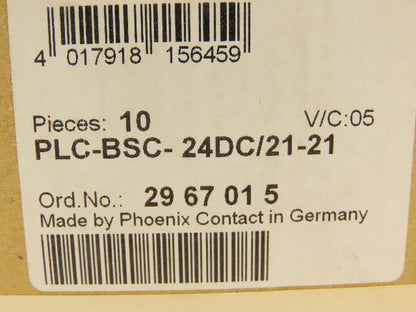 4 017918 156459
Pieces: 10 V/C:05
PLC-BSC- 24DC/21-21
Ord.No.: 29 67 01 5
Made by Phoenix Contact in Germany